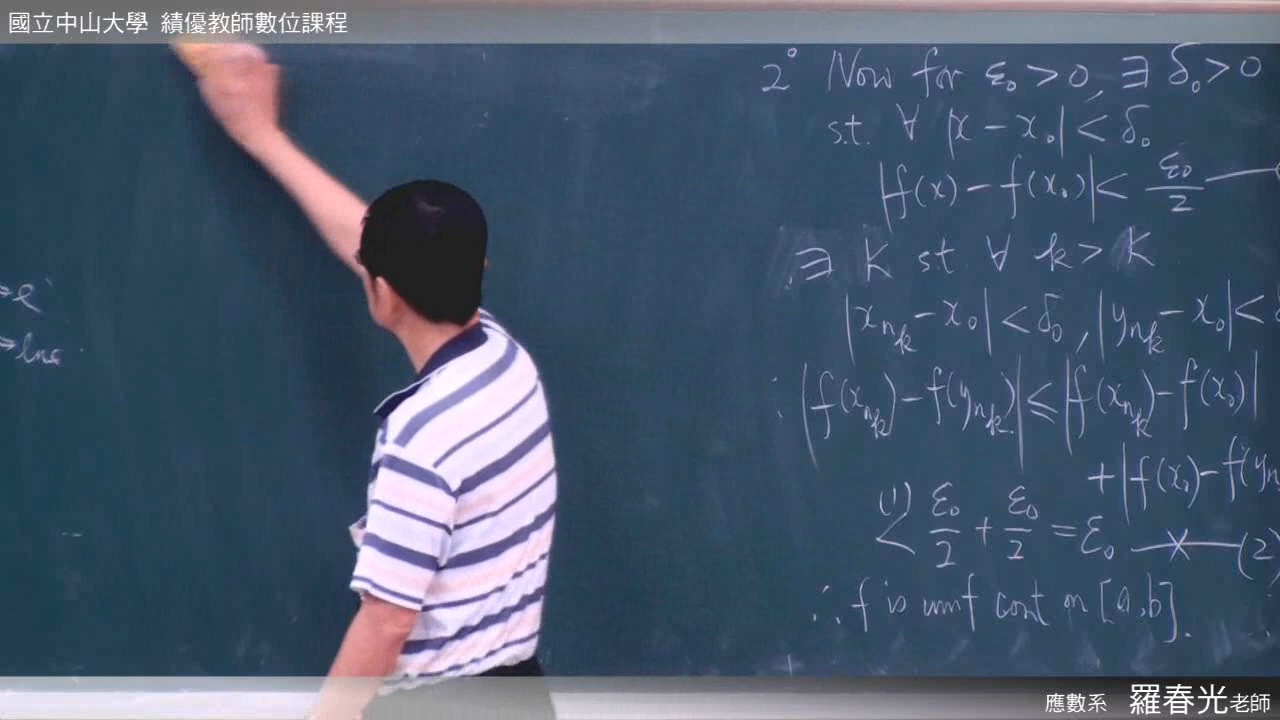 國立中山大學 績優教師數位課程
2° Now for ε₀ > 0, ∃ δ₀ > 0
st. ∀ |x - x₀| < δ₀
|f(x) - f(x₀)| < ε₀/2 —
∃ K st ∀ k > K
|x_{n_k} - x₀| < δ₀, |y_{n_k} - x₀| <
∴ |f(x_{n_k}) - f(y_{n_k})| ≤ |f(x_{n_k}) - f(x₀)|
+ |f(x₀) - f(y_n
(1) < ε₀/2 + ε₀/2 = ε₀ —×— (2)
∴ f is unif cont on [a,b].
應數系 羅春光老師